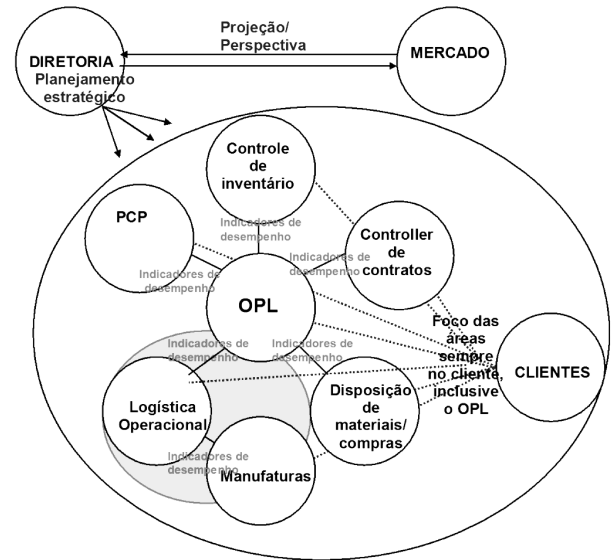 Projeção/
Perspectiva
DIRETORIA
Planejamento
estratégico
MERCADO
Controle
de
inventário
PCP
Indicadores de
desempenho
Controller
de
contratos
Indicadores de
desempenho
Indicadores de
desempenho
OPL
Foco das
áreas
sempre
no cliente,
inclusive
o OPL
CLIENTES
Indicadores de
desempenho
Indicadores de
desempenho
Logística
Operacional
Disposição
de
materiais/
compras
Indicadores de
desempenho
Manufaturas